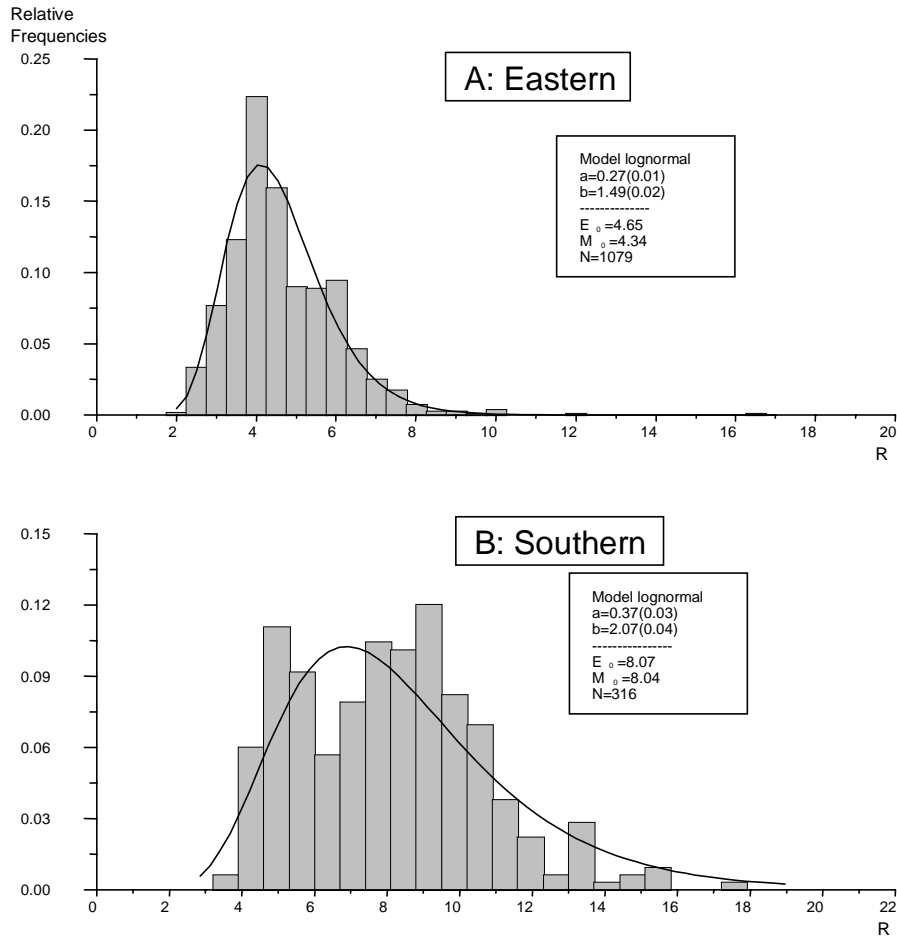 Relative
Frequencies
0.25
0.20
0.15
0.10
0.05
0.00
0 2 4 6 8 10 12 14 16 18 20
R
A: Eastern
Model lognormal
a=0.27(0.01)
b=1.49(0.02)
--------------
E 0 =4.65
M 0 =4.34
N=1079
0.15
0.12
0.09
0.06
0.03
0.00
0 2 4 6 8 10 12 14 16 18 20 22
R
B: Southern
Model lognormal
a=0.37(0.03)
b=2.07(0.04)
----------------
E 0 =8.07
M 0 =8.04
N=316